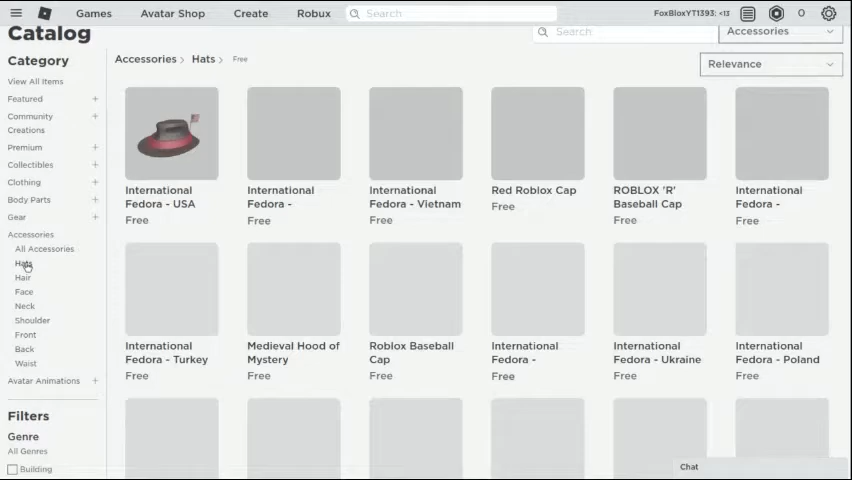 Games
Avatar Shop
Create
Robux
Search
FoxBloxYT1393: <13
0
Catalog
Search
Accessories
Category
Accessories
Hats
Free
Relevance
View All Items
Featured
Community
Creations
Premium
Collectibles
Clothing
Body Parts
Gear
Accessories
All Accessories
Hats
Hair
Face
Neck
Shoulder
Front
Back
Waist
Avatar Animations
Filters
Genre
All Genres
Building
International
Fedora - USA
Free
International
Fedora -
Free
International
Fedora - Vietnam
Free
Red Roblox Cap
Free
ROBLOX 'R'
Baseball Cap
Free
International
Fedora -
Free
International
Fedora - Turkey
Free
Medieval Hood of
Mystery
Free
Roblox Baseball
Cap
Free
International
Fedora -
Free
International
Fedora - Ukraine
Free
International
Fedora - Poland
Free
Chat